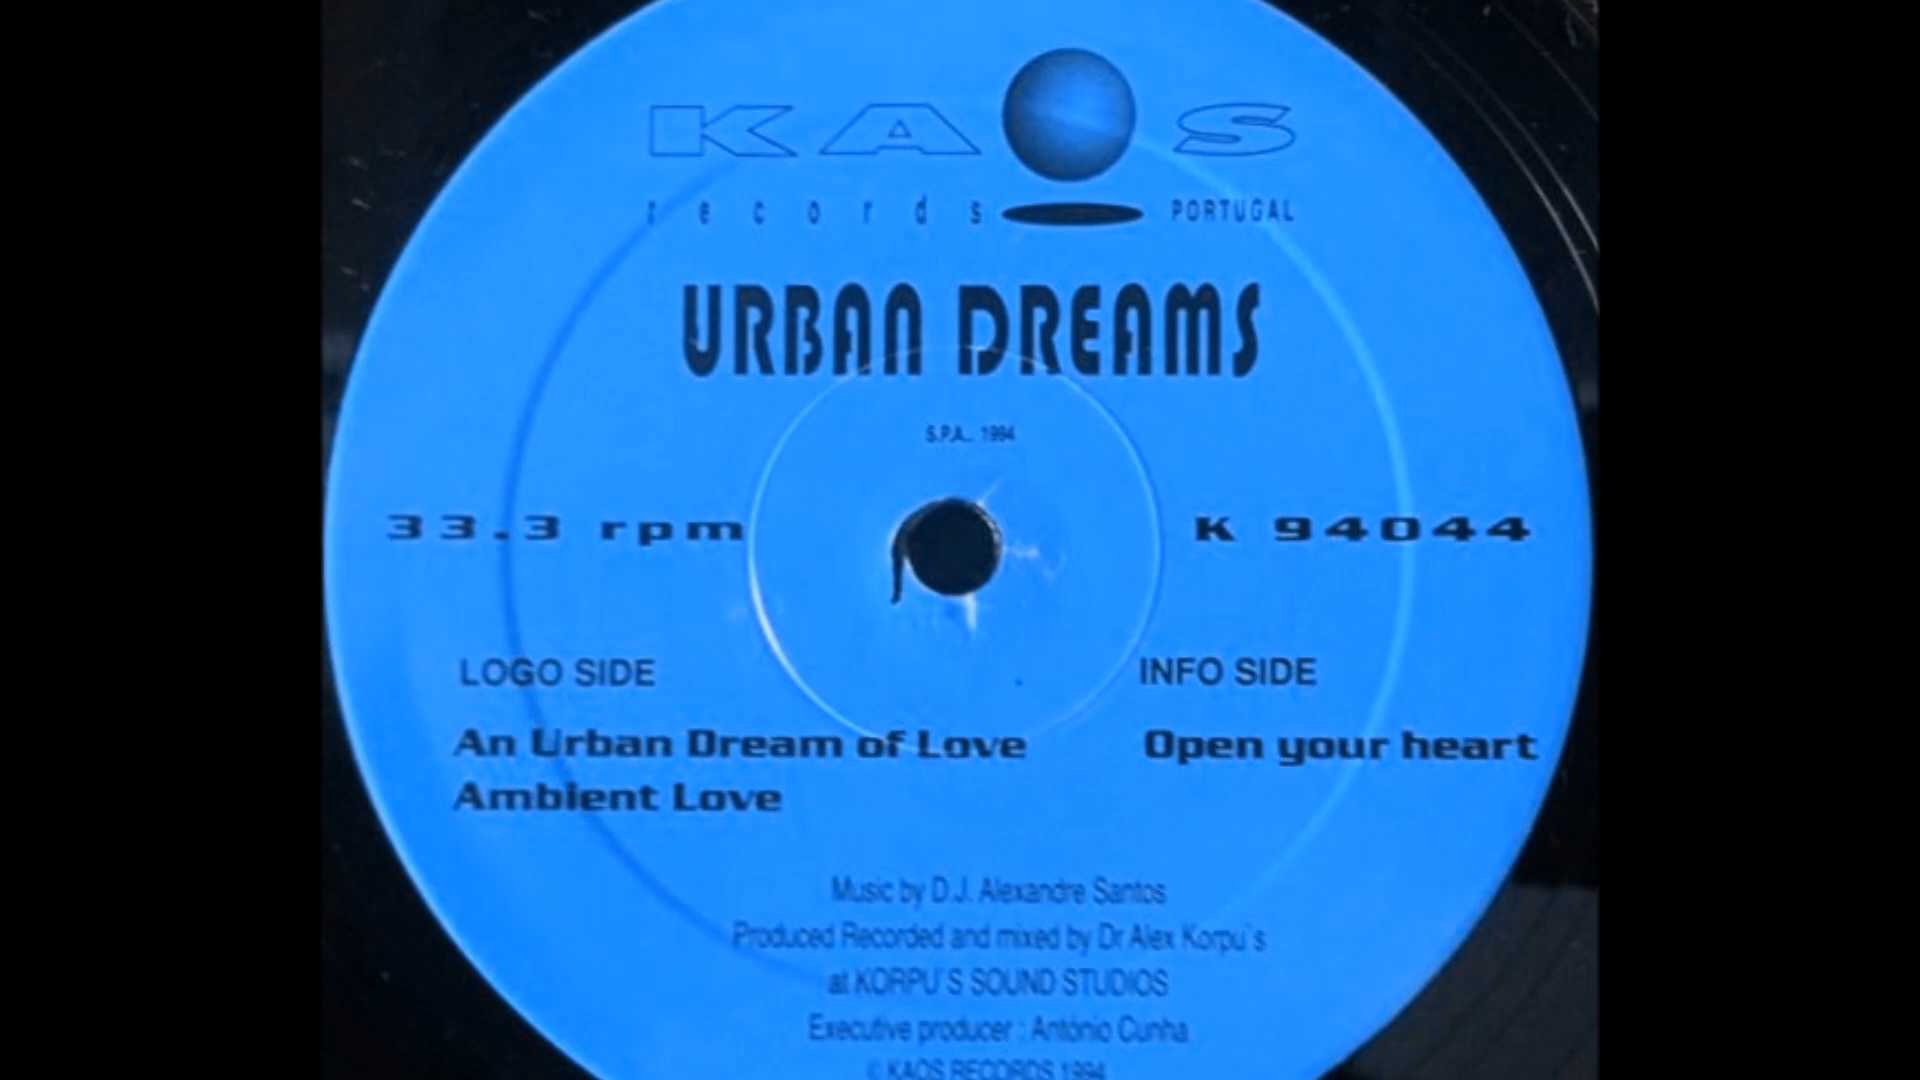 KAOS
records PORTUGAL
URBAN DREAMS
S.P.A.. 1994
33.3 rpm K 94044
LOGO SIDE INFO SIDE
An Urban Dream of Love Open your heart
Ambient Love
Music by D.J. Alexandre Santos
Produced Recorded and mixed by Dr Alex Korpu`s
at KORPU`S SOUND STUDIOS
Executive producer : António Cunha
© KAOS RECORDS 1994